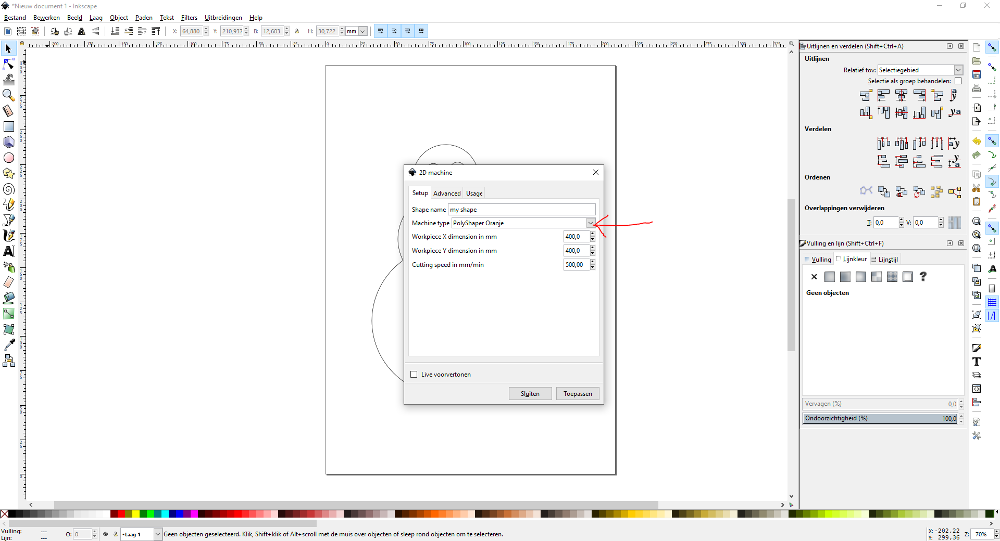 *Nieuw document 1 - Inkscape
Bestand Bewerken Beeld Laag Object Paden Tekst Filters Uitbreidingen Help
X: 64,880 Y: 210,937 B: 12,603 H: 30,722 mm
Uitlijnen en verdelen (Shift+Ctrl+A)
Uitlijnen
Relatief tov: Selectiegebied
Selectie als groep behandelen:
Verdelen
Ordenen
Overlappingen verwijderen
T: 0,0 V: 0,0
Vulling en lijn (Shift+Ctrl+F)
Vulling Lijnkleur Lijnstijl
Geen objecten
Vervagen (%) 0,0
Ondoorzichtigheid (%) 100,0
2D machine
Setup Advanced Usage
Shape name my shape
Machine type PolyShaper Oranje
Workpiece X dimension in mm 400,0
Workpiece Y dimension in mm 400,0
Cutting speed in mm/min 500,00
Live voorvertonen
Sluiten Toepassen
Vulling: ---
Lijn: ---
O: 0
•Laag 1
Geen objecten geselecteerd. Klik, Shift+klik of Alt+scroll met de muis over objecten of sleep rond objecten om te selecteren.
X: -202,22
Y: 299,36
Z: 70%